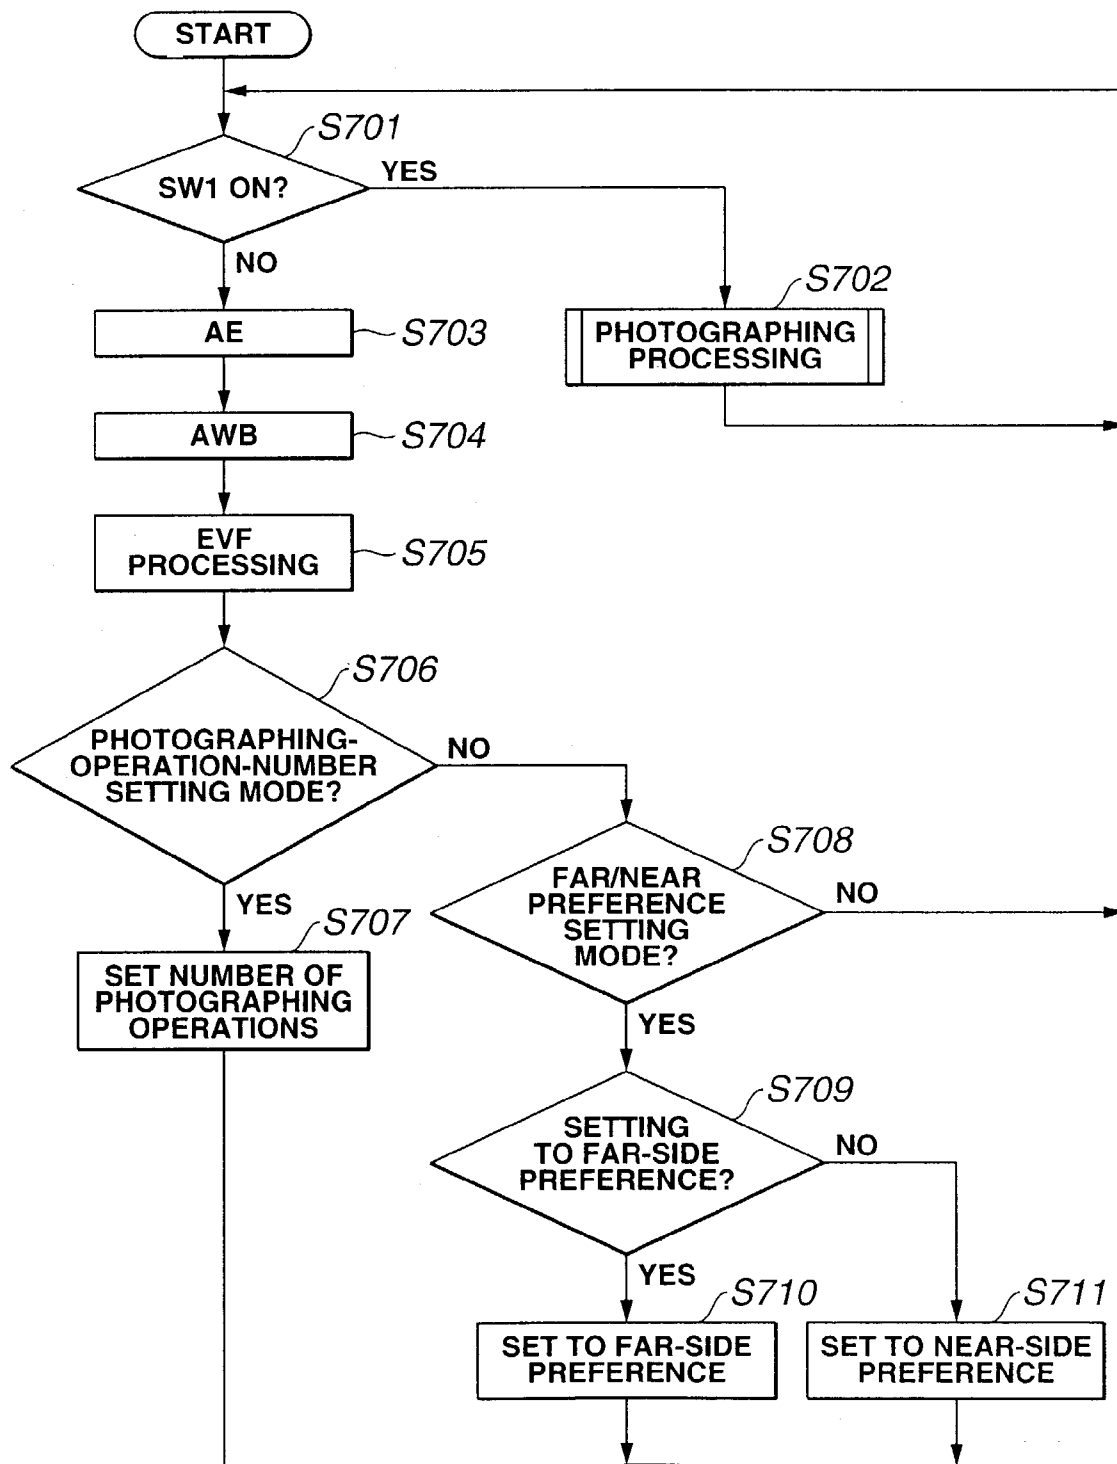 START
S701
SW1 ON?
YES
NO
S702
PHOTOGRAPHING
PROCESSING
AE
S703
AWB
S704
EVF
PROCESSING
S705
S706
PHOTOGRAPHING-
OPERATION-NUMBER
SETTING MODE?
NO
YES
S707
SET NUMBER OF
PHOTOGRAPHING
OPERATIONS
S708
FAR/NEAR
PREFERENCE
SETTING
MODE?
NO
YES
S709
SETTING
TO FAR-SIDE
PREFERENCE?
NO
YES
S710
SET TO FAR-SIDE
PREFERENCE
S711
SET TO NEAR-SIDE
PREFERENCE